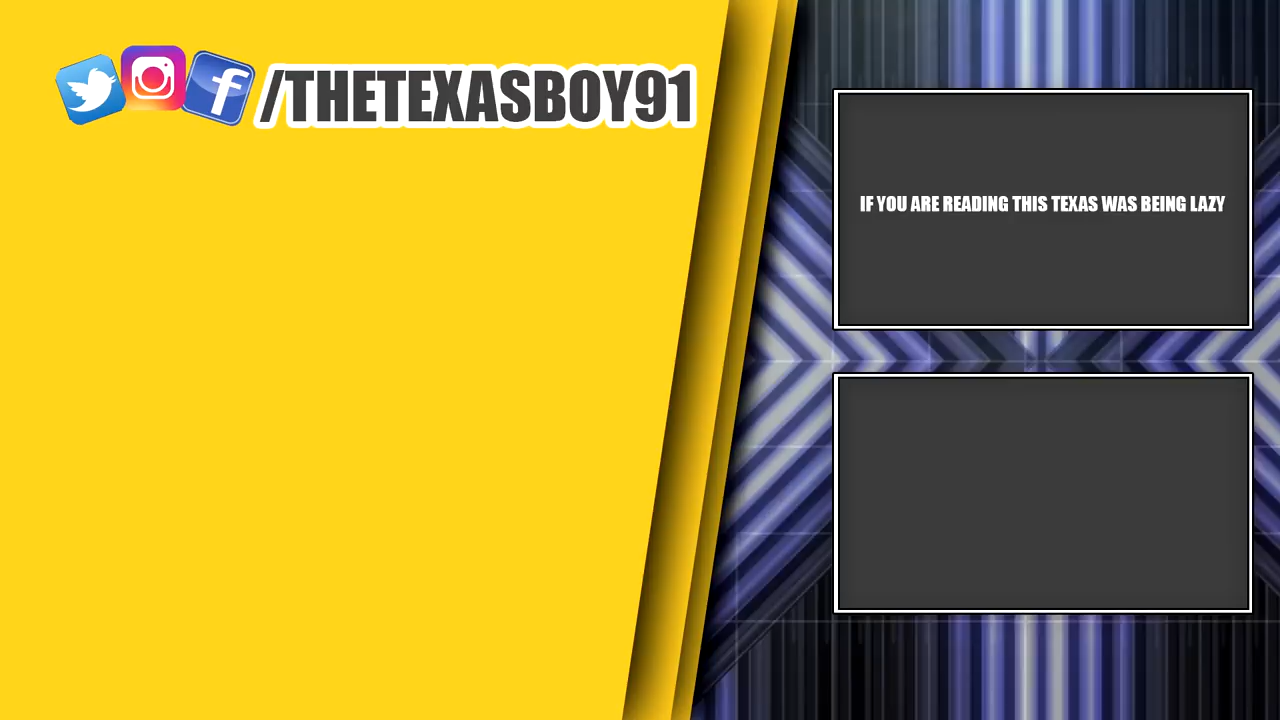 /THETEXASBOY91
IF YOU ARE READING THIS TEXAS WAS BEING LAZY